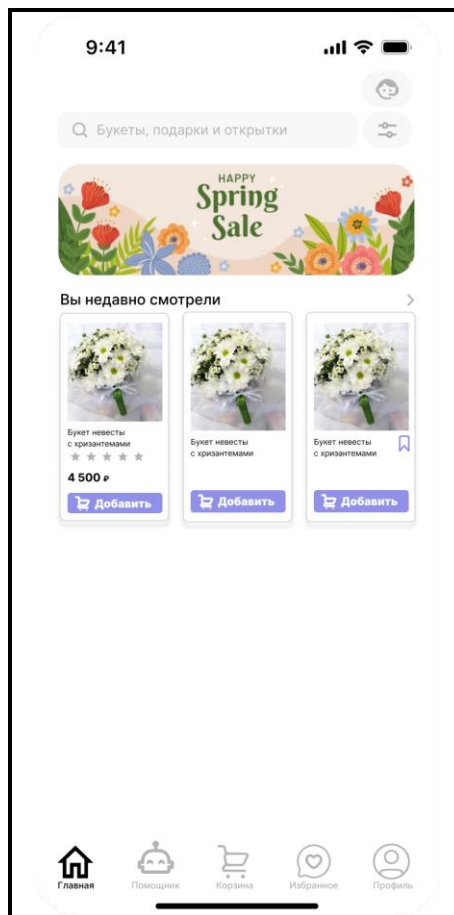 9:41
Букеты, подарки и открытки
HAPPY
Spring
Sale
Вы недавно смотрели
Букет невесты
с хризантемами
4 500 ₽
Добавить
Букет невесты
с хризантемами
Добавить
Букет невесты
с хризантемами
Добавить
Главная
Помощник
Корзина
Избранное
Профиль